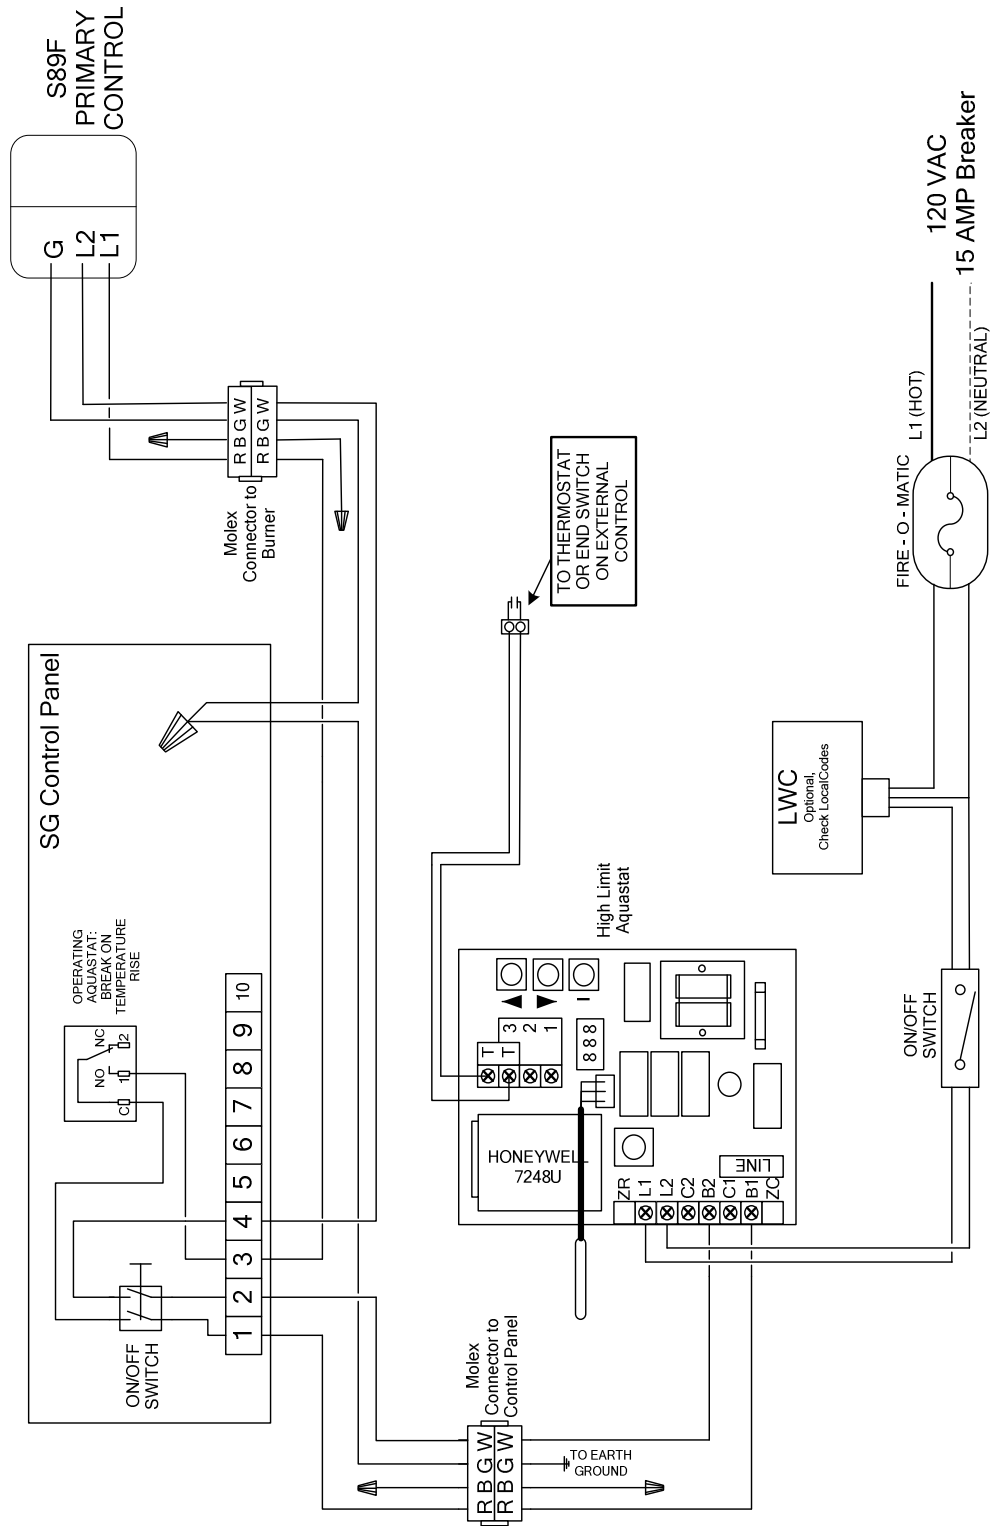 S89F
PRIMARY
CONTROL
G
L2
L1
R B G W
R B G W
Molex
Connector to
Burner
SG Control Panel
OPERATING
AQUASTAT:
BREAK ON
TEMPERATURE
RISE
NC
2
NO
1
C
10
9
8
7
6
5
4
3
2
1
ON/OFF
SWITCH
Molex
Connector to
Control Panel
R B G W
R B G W
TO EARTH
GROUND
TO THERMOSTAT
OR END SWITCH
ON EXTERNAL
CONTROL
High Limit
Aquastat
T
T
3
2
1
I
8 8 8
HONEYWELL
7248U
ZR
L1
L2
C2
B2
C1
B1
ZC
LINE
ON/OFF
SWITCH
LWC
Optional,
Check LocalCodes
FIRE - O - MATIC
L1 (HOT)
L2 (NEUTRAL)
120 VAC
15 AMP Breaker